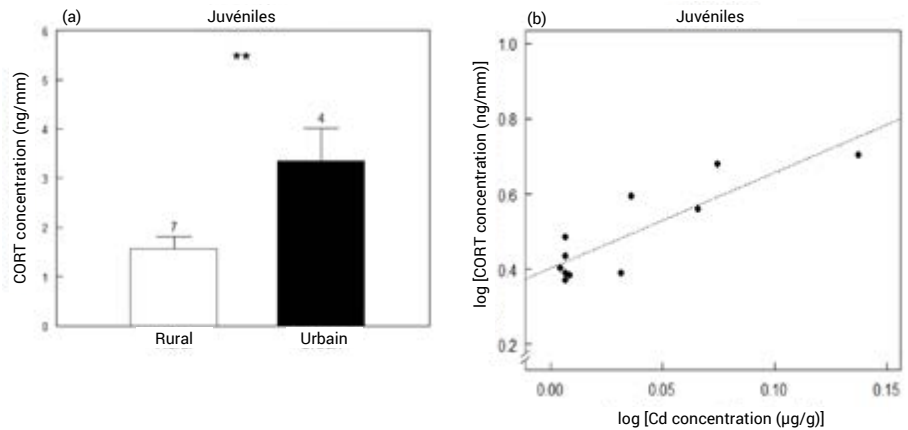 (a)
Juvéniles
6
5
4
3
2
1
0
CORT concentration (ng/mm)
**
7
4
Rural
Urbain
(b)
Juvéniles
1.0
0.8
0.6
0.4
0.2
log [CORT concentration (ng/mm)]
0.00
0.05
0.10
0.15
log [Cd concentration (µg/g)]